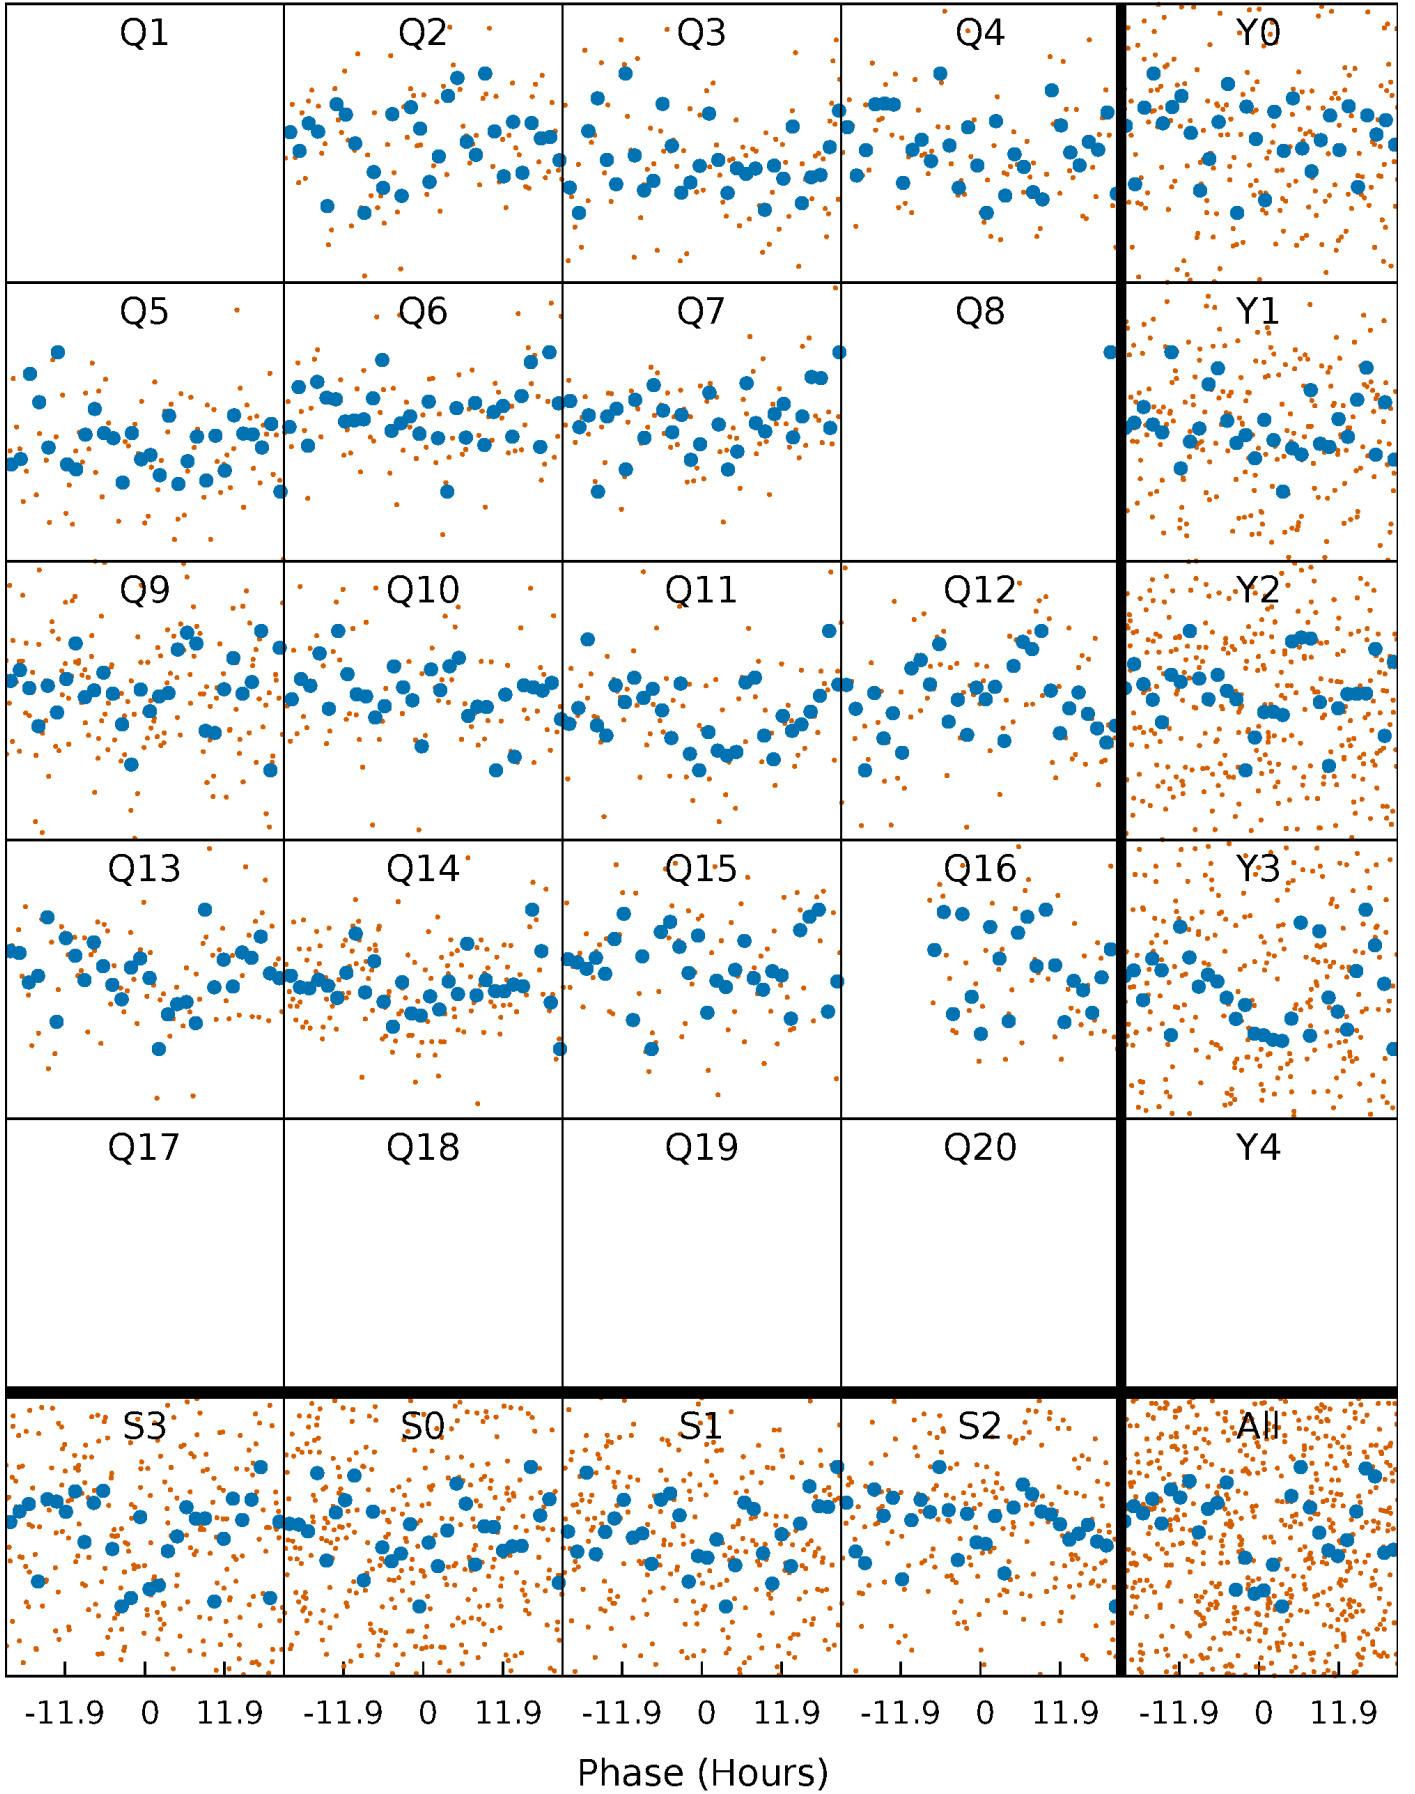 Q1 Q2 Q3 Q4 Y0
Q5 Q6 Q7 Q8 Y1
Q9 Q10 Q11 Q12 Y2
Q13 Q14 Q15 Q16 Y3
Q17 Q18 Q19 Q20 Y4
S3 S0 S1 S2 All
-11.9 0 11.9 -11.9 0 11.9 -11.9 0 11.9 -11.9 0 11.9 -11.9 0 11.9
Phase (Hours)